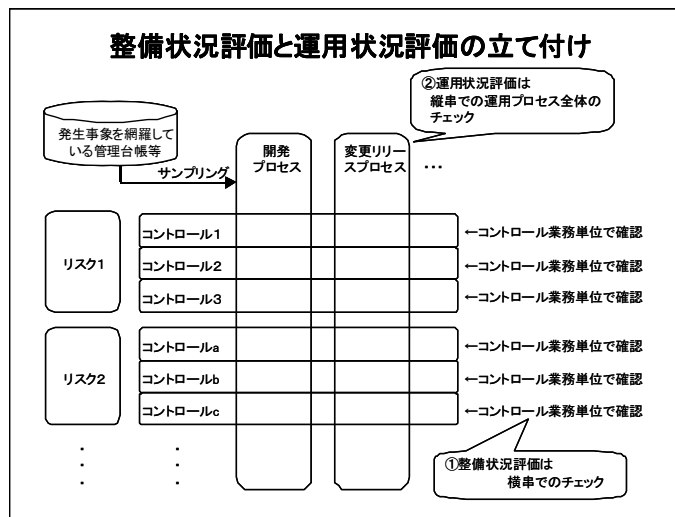 整備状況評価と運用状況評価の立て付け
②運用状況評価は
縦串での運用プロセス全体の
チェック
発生事象を網羅して
いる管理台帳等
サンプリング
開発
プロセス
変更リリー
スプロセス
…
リスク1
コントロール1
←コントロール業務単位で確認
コントロール2
←コントロール業務単位で確認
コントロール3
←コントロール業務単位で確認
リスク2
コントロールa
←コントロール業務単位で確認
コントロールb
←コントロール業務単位で確認
コントロールc
←コントロール業務単位で確認
①整備状況評価は
横串でのチェック